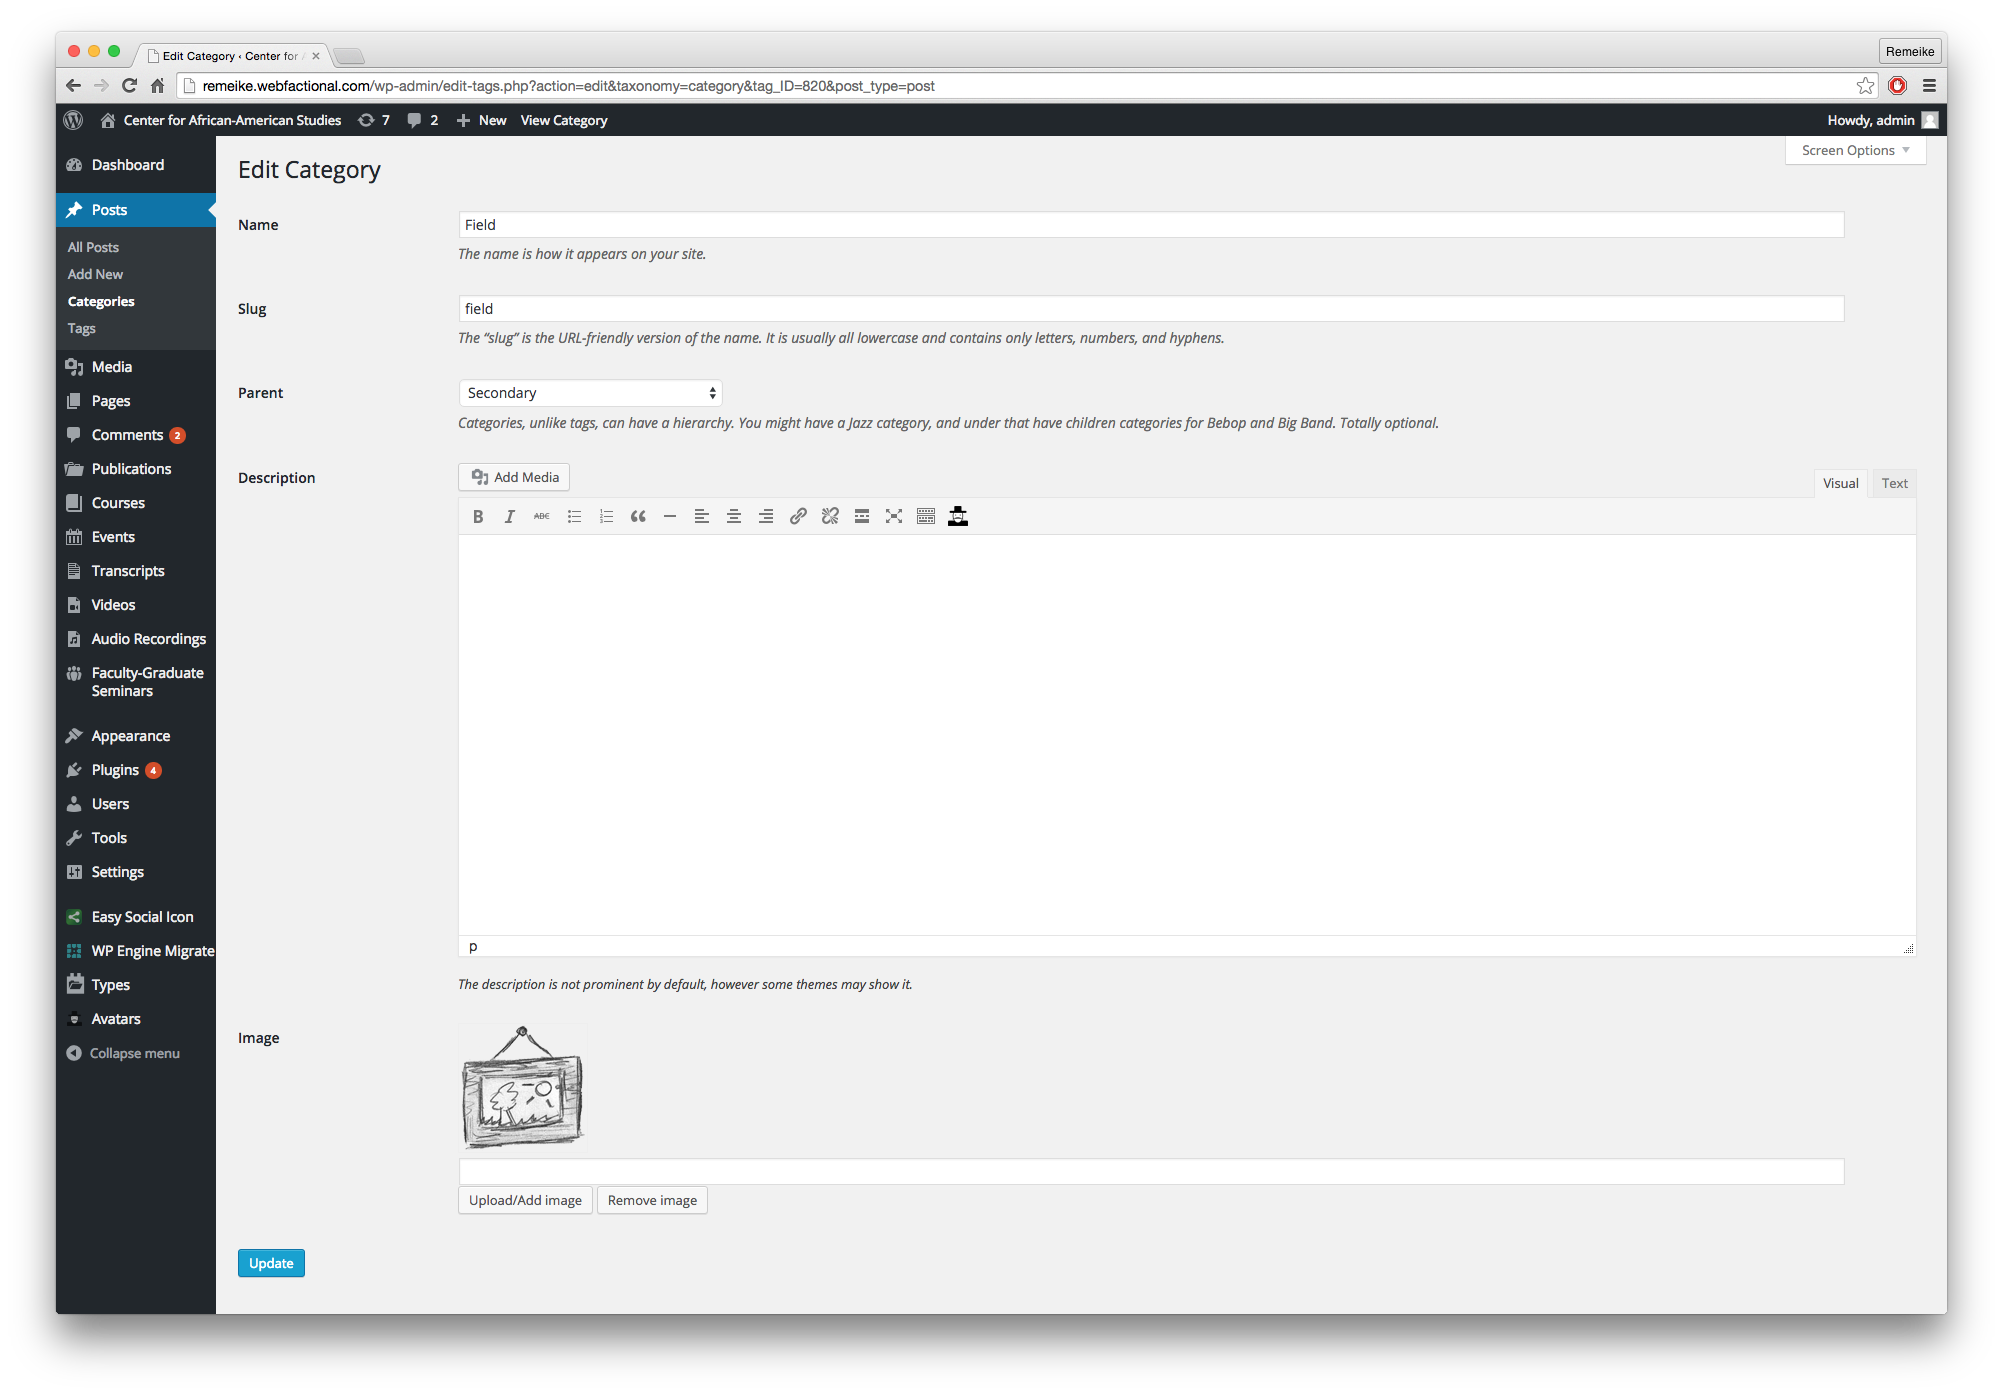 Edit Category ‹ Center for
Remeike
remeike.webfactional.com/wp-admin/edit-tags.php?action=edit&taxonomy=category&tag_ID=820&post_type=post
Center for African-American Studies 7 2 New View Category Howdy, admin
Screen Options
Dashboard
Posts
All Posts
Add New
Categories
Tags
Media
Pages
Comments 2
Publications
Courses
Events
Transcripts
Videos
Audio Recordings
Faculty-Graduate
Seminars
Appearance
Plugins 4
Users
Tools
Settings
Easy Social Icon
WP Engine Migrate
Types
Avatars
Collapse menu
Edit Category
Name
Field
The name is how it appears on your site.
Slug
field
The “slug” is the URL-friendly version of the name. It is usually all lowercase and contains only letters, numbers, and hyphens.
Parent
Secondary
Categories, unlike tags, can have a hierarchy. You might have a Jazz category, and under that have children categories for Bebop and Big Band. Totally optional.
Description
Add Media
Visual Text
B I ABC
p
The description is not prominent by default, however some themes may show it.
Image
Upload/Add image Remove image
Update